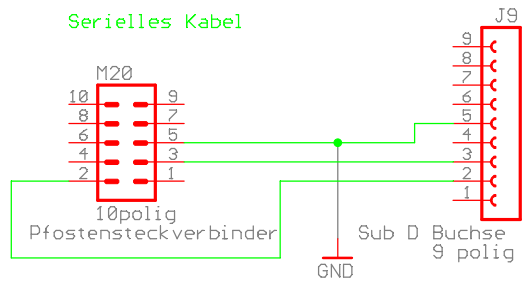 Serielles Kabel
J9
M20
9
8
7
6
5
4
3
2
1
10 9
8 7
6 5
4 3
2 1
10polig
Pfostensteckverbinder
Sub D Buchse
9 polig
GND